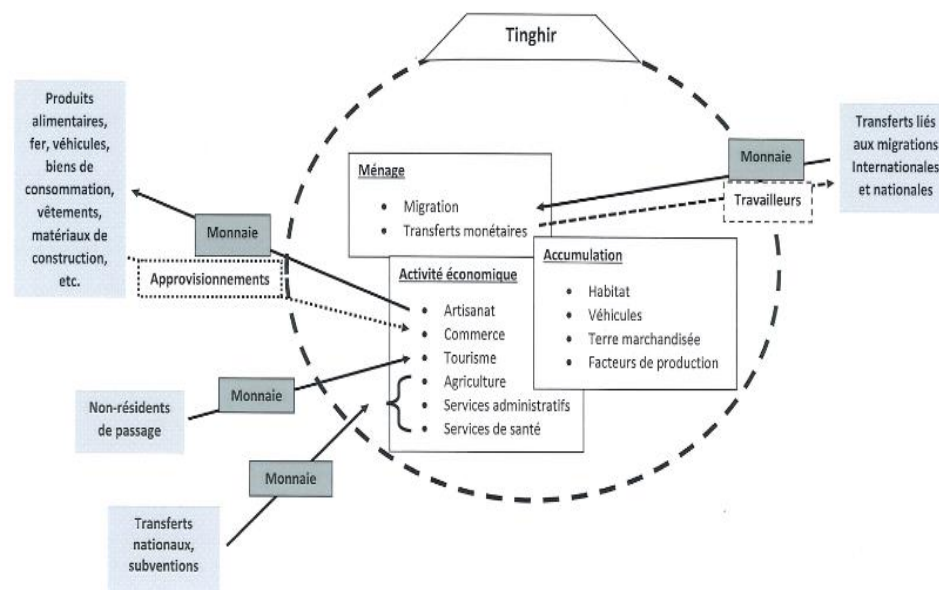 Tinghir
Produits
alimentaires,
fer, véhicules,
biens de
consommation,
vêtements,
matériaux de
construction,
etc.
Monnaie
Approvisionnements
Ménage
• Migration
• Transferts monétaires
Monnaie
Travailleurs
Transferts liés
aux migrations
Internationales
et nationales
Activité économique
• Artisanat
• Commerce
• Tourisme
• Agriculture
• Services administratifs
• Services de santé
Accumulation
• Habitat
• Véhicules
• Terre marchandisée
• Facteurs de production
Non-résidents
de passage
Monnaie
Transferts
nationaux,
subventions
Monnaie